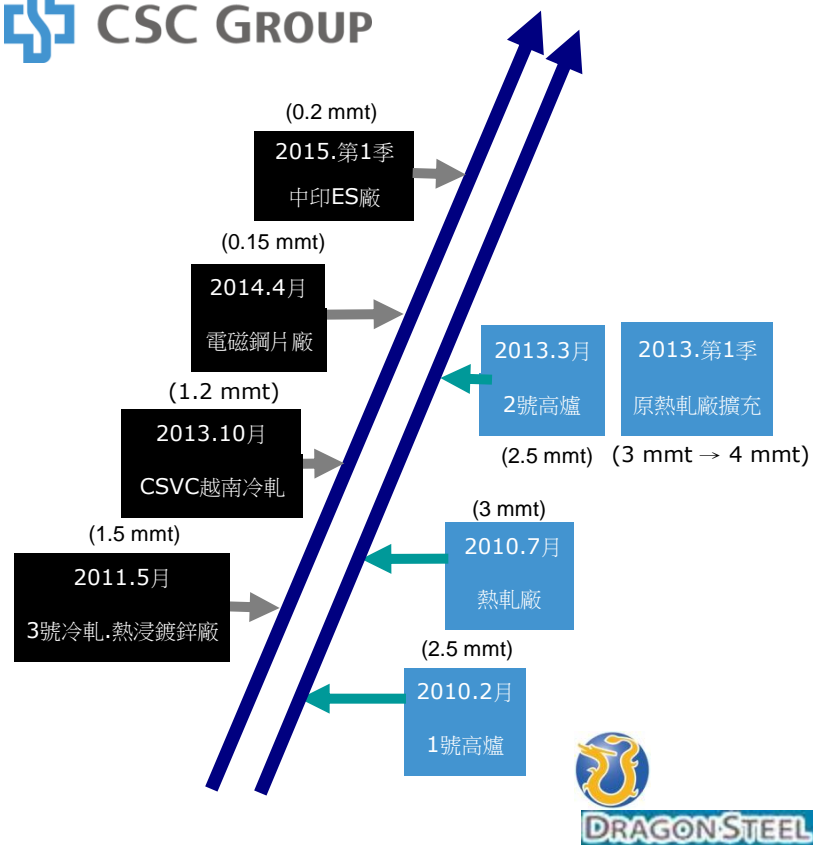 CSC GROUP
(0.2 mmt)
2015.第1季
中印ES廠
(0.15 mmt)
2014.4月
電磁鋼片廠
(1.2 mmt)
2013.10月
CSVC越南冷軋
(1.5 mmt)
2011.5月
3號冷軋.熱浸鍍鋅廠
2013.3月
2號高爐
(2.5 mmt)
2013.第1季
原熱軋廠擴充
(3 mmt → 4 mmt)
(3 mmt)
2010.7月
熱軋廠
(2.5 mmt)
2010.2月
1號高爐
DRAGON STEEL